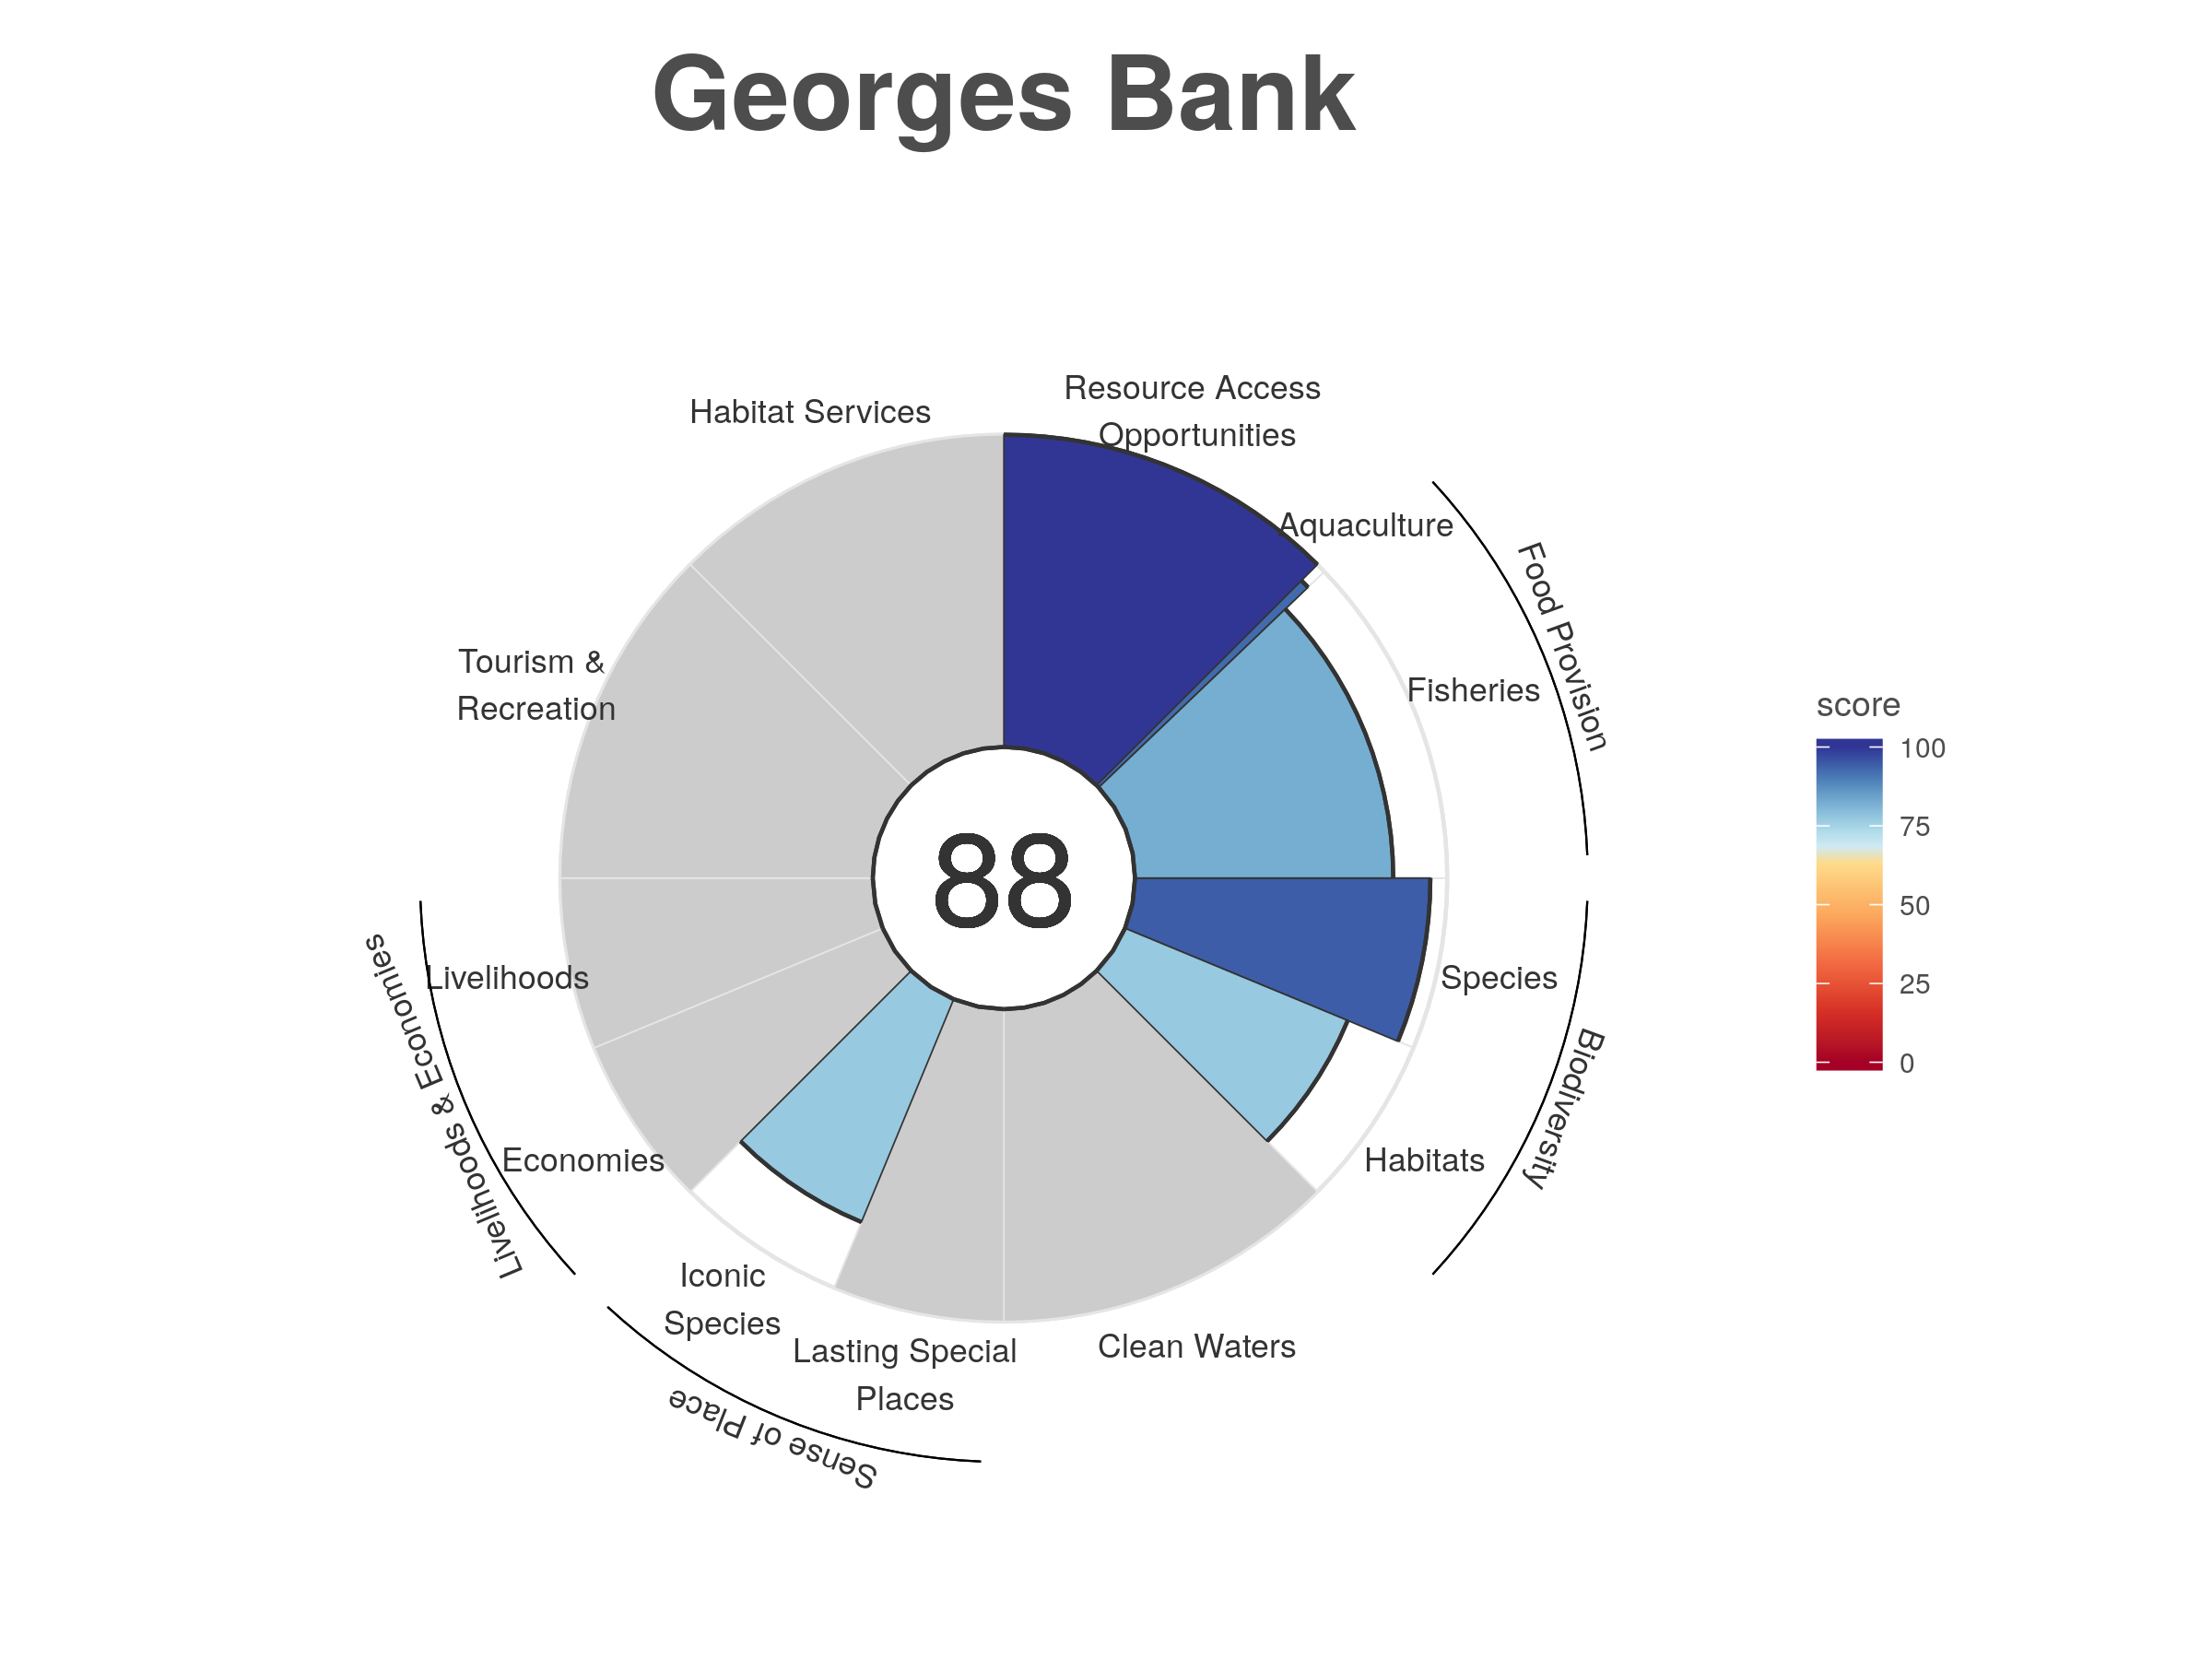 Georges Bank
Resource Access
Opportunities
Habitat Services
Aquaculture
Food Provision
Fisheries
Tourism &
Recreation
score
100
75
50
25
0
88
Species
Livelihoods
Biodiversity
Livelihoods & Economies
Habitats
Economies
Iconic
Species
Clean Waters
Lasting Special
Places
Sense of Place